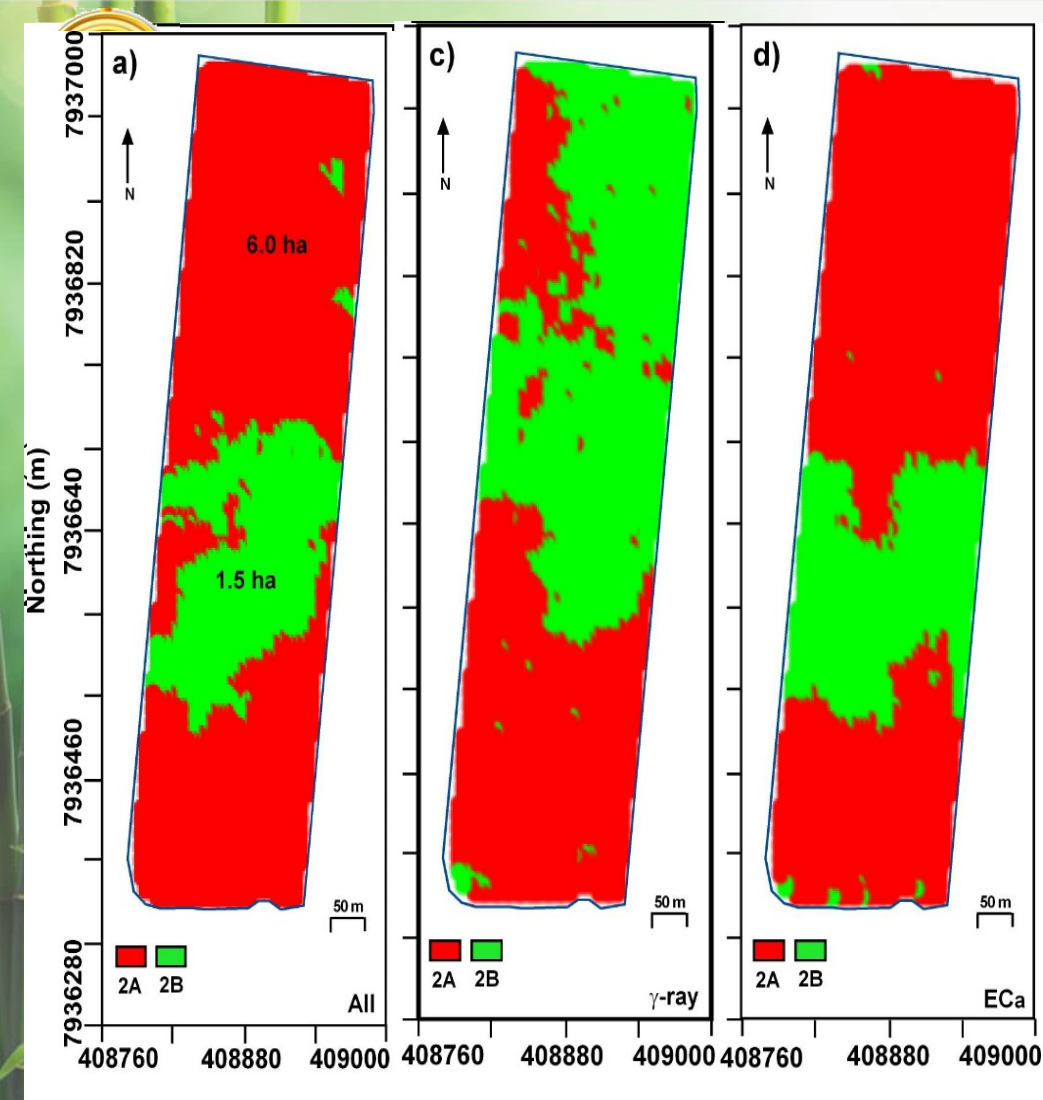 a)
N
6.0 ha
1.5 ha
50 m
2A 2B
All
c)
N
50 m
2A 2B
γ-ray
d)
N
50 m
2A 2B
ECa
Northing (m)
7937000
7936820
7936640
7936460
7936280
408760 408880 409000
408760 408880 409000
408760 408880 409000